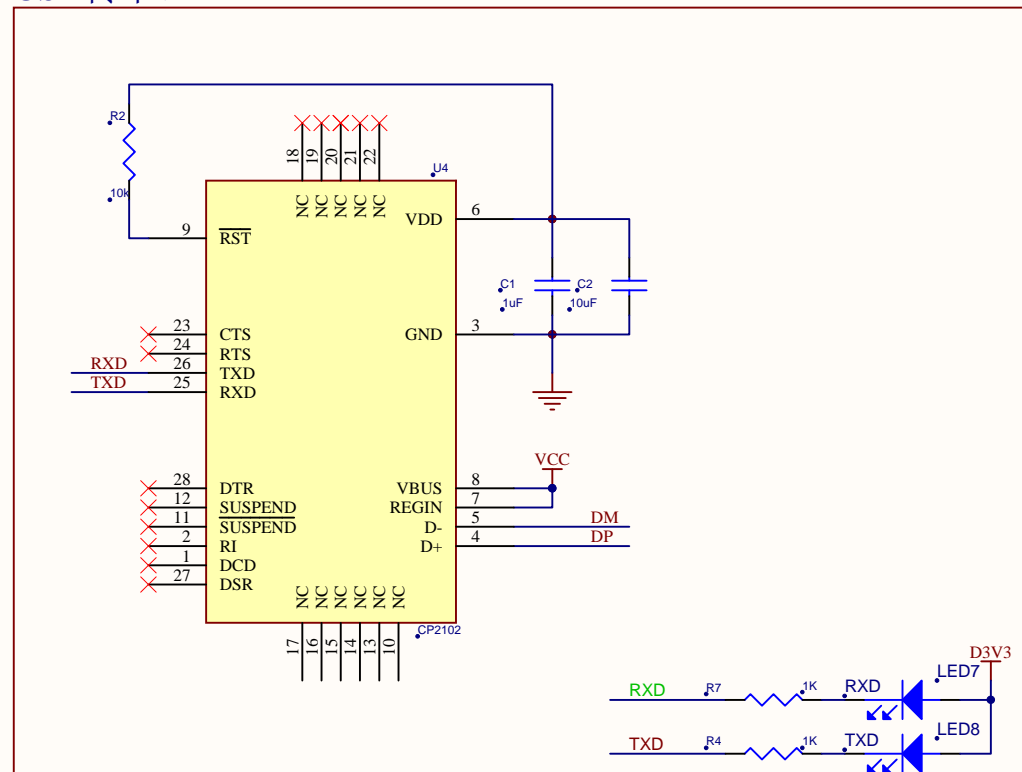 R2
10k
U4
18
19
20
21
22
NC
NC
NC
NC
NC
9
RST
VDD
6
C1
1uF
C2
10uF
23
CTS
GND
3
24
RTS
RXD
26
TXD
TXD
25
RXD
VCC
28
DTR
VBUS
8
12
SUSPEND
REGIN
7
11
SUSPEND
D-
5
DM
2
RI
D+
4
DP
1
DCD
27
DSR
NC
NC
NC
NC
NC
NC
17
16
15
14
13
10
CP2102
D3V3
RXD
R7
1K
RXD
LED7
TXD
R4
1K
TXD
LED8